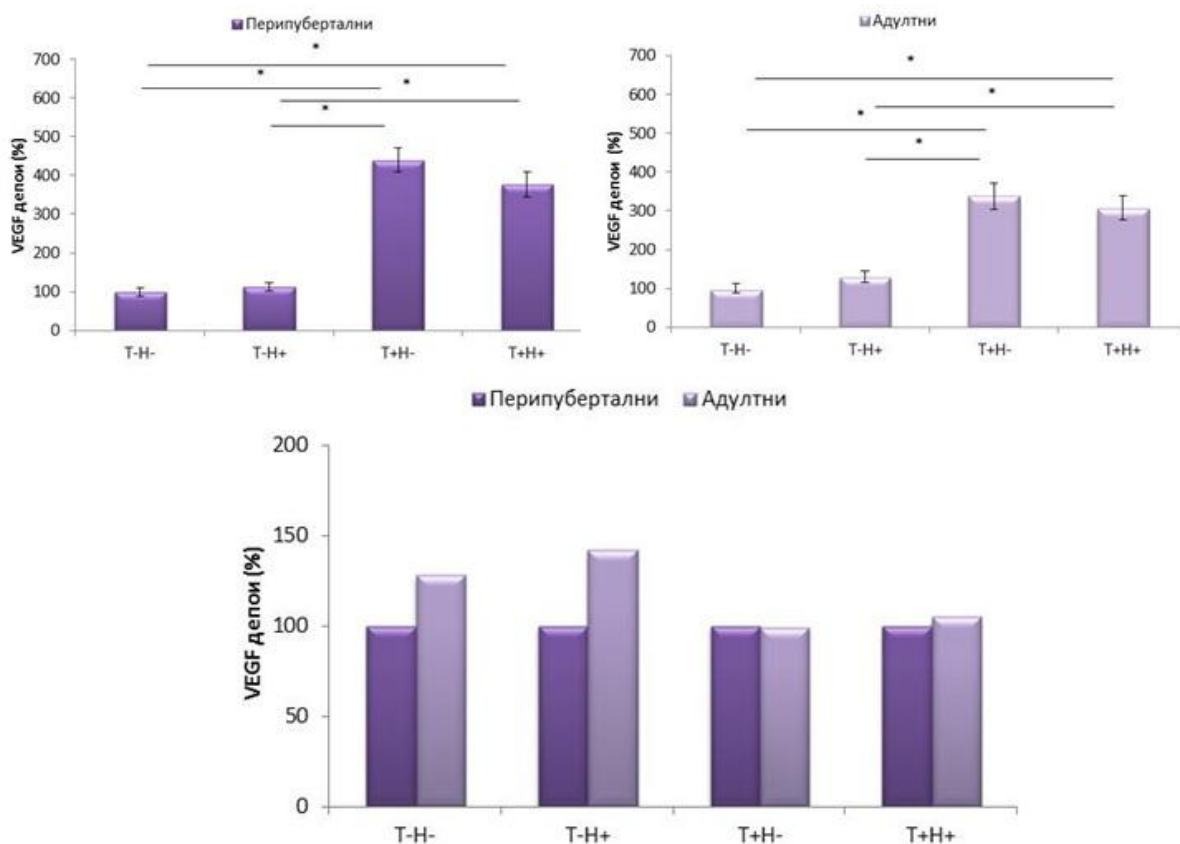 Перипубертални
700
600
500
400
300
200
100
0
VEGF депои (%)
* * * *
T-H- T-H+ T+H- T+H+
Адултни
700
600
500
400
300
200
100
0
VEGF депои (%)
* * * *
T-H- T-H+ T+H- T+H+
Перипубертални Адултни
200
150
100
50
0
VEGF депои (%)
T-H- T-H+ T+H- T+H+